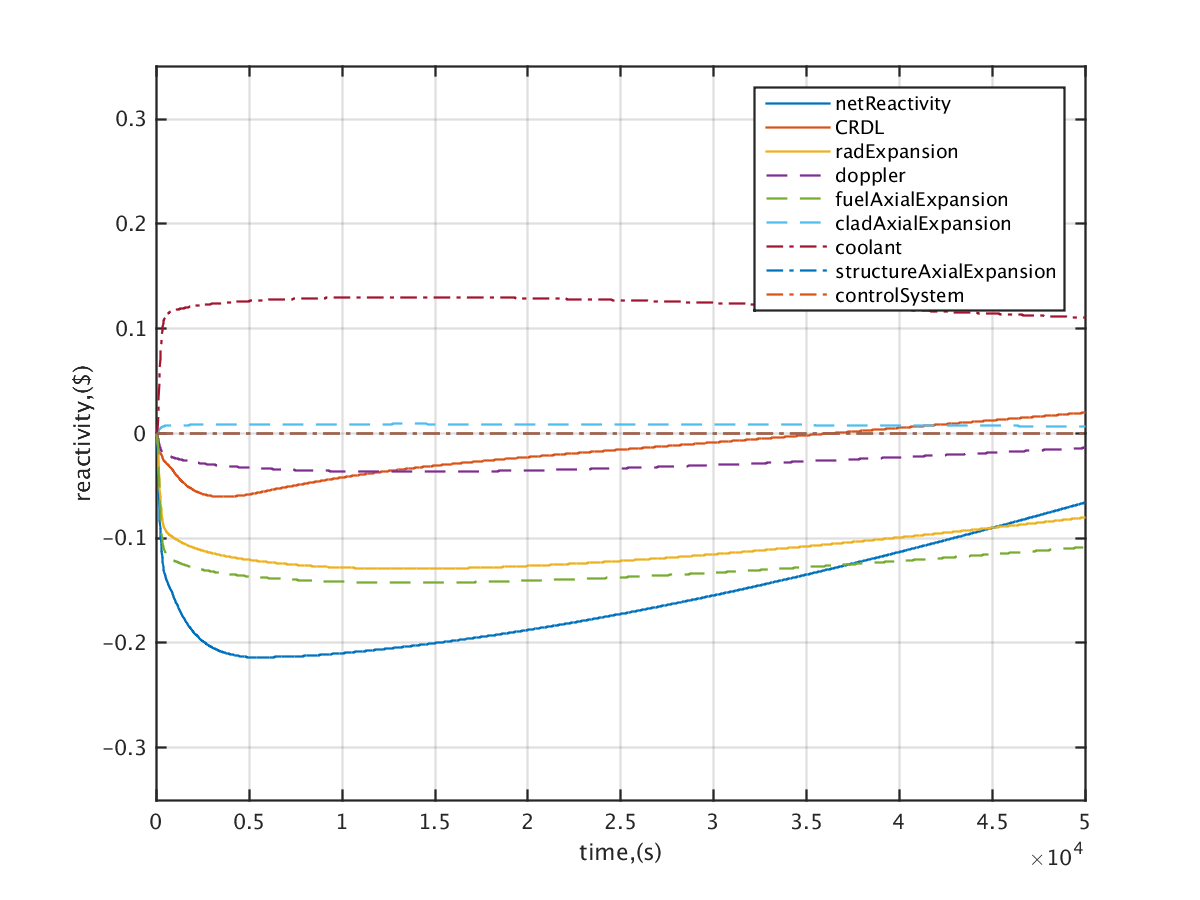 netReactivity
CRDL
radExpansion
doppler
fuelAxialExpansion
cladAxialExpansion
coolant
structureAxialExpansion
controlSystem
reactivity,($)
0.3
0.2
0.1
0
−0.1
−0.2
−0.3
0 0.5 1 1.5 2 2.5 3 3.5 4 4.5 5
time,(s)
×10⁴